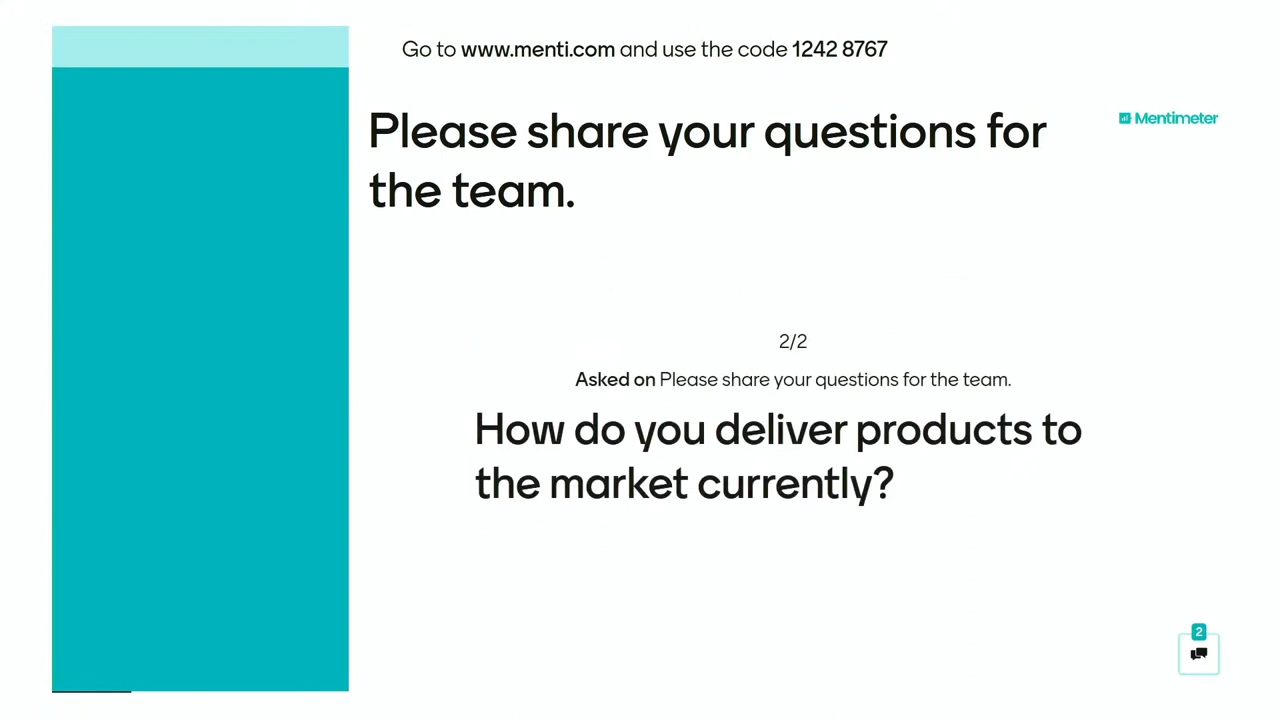 Go to www.menti.com and use the code 1242 8767
Please share your questions for
the team.
Mentimeter
2/2
Asked on Please share your questions for the team.
How do you deliver products to
the market currently?
2